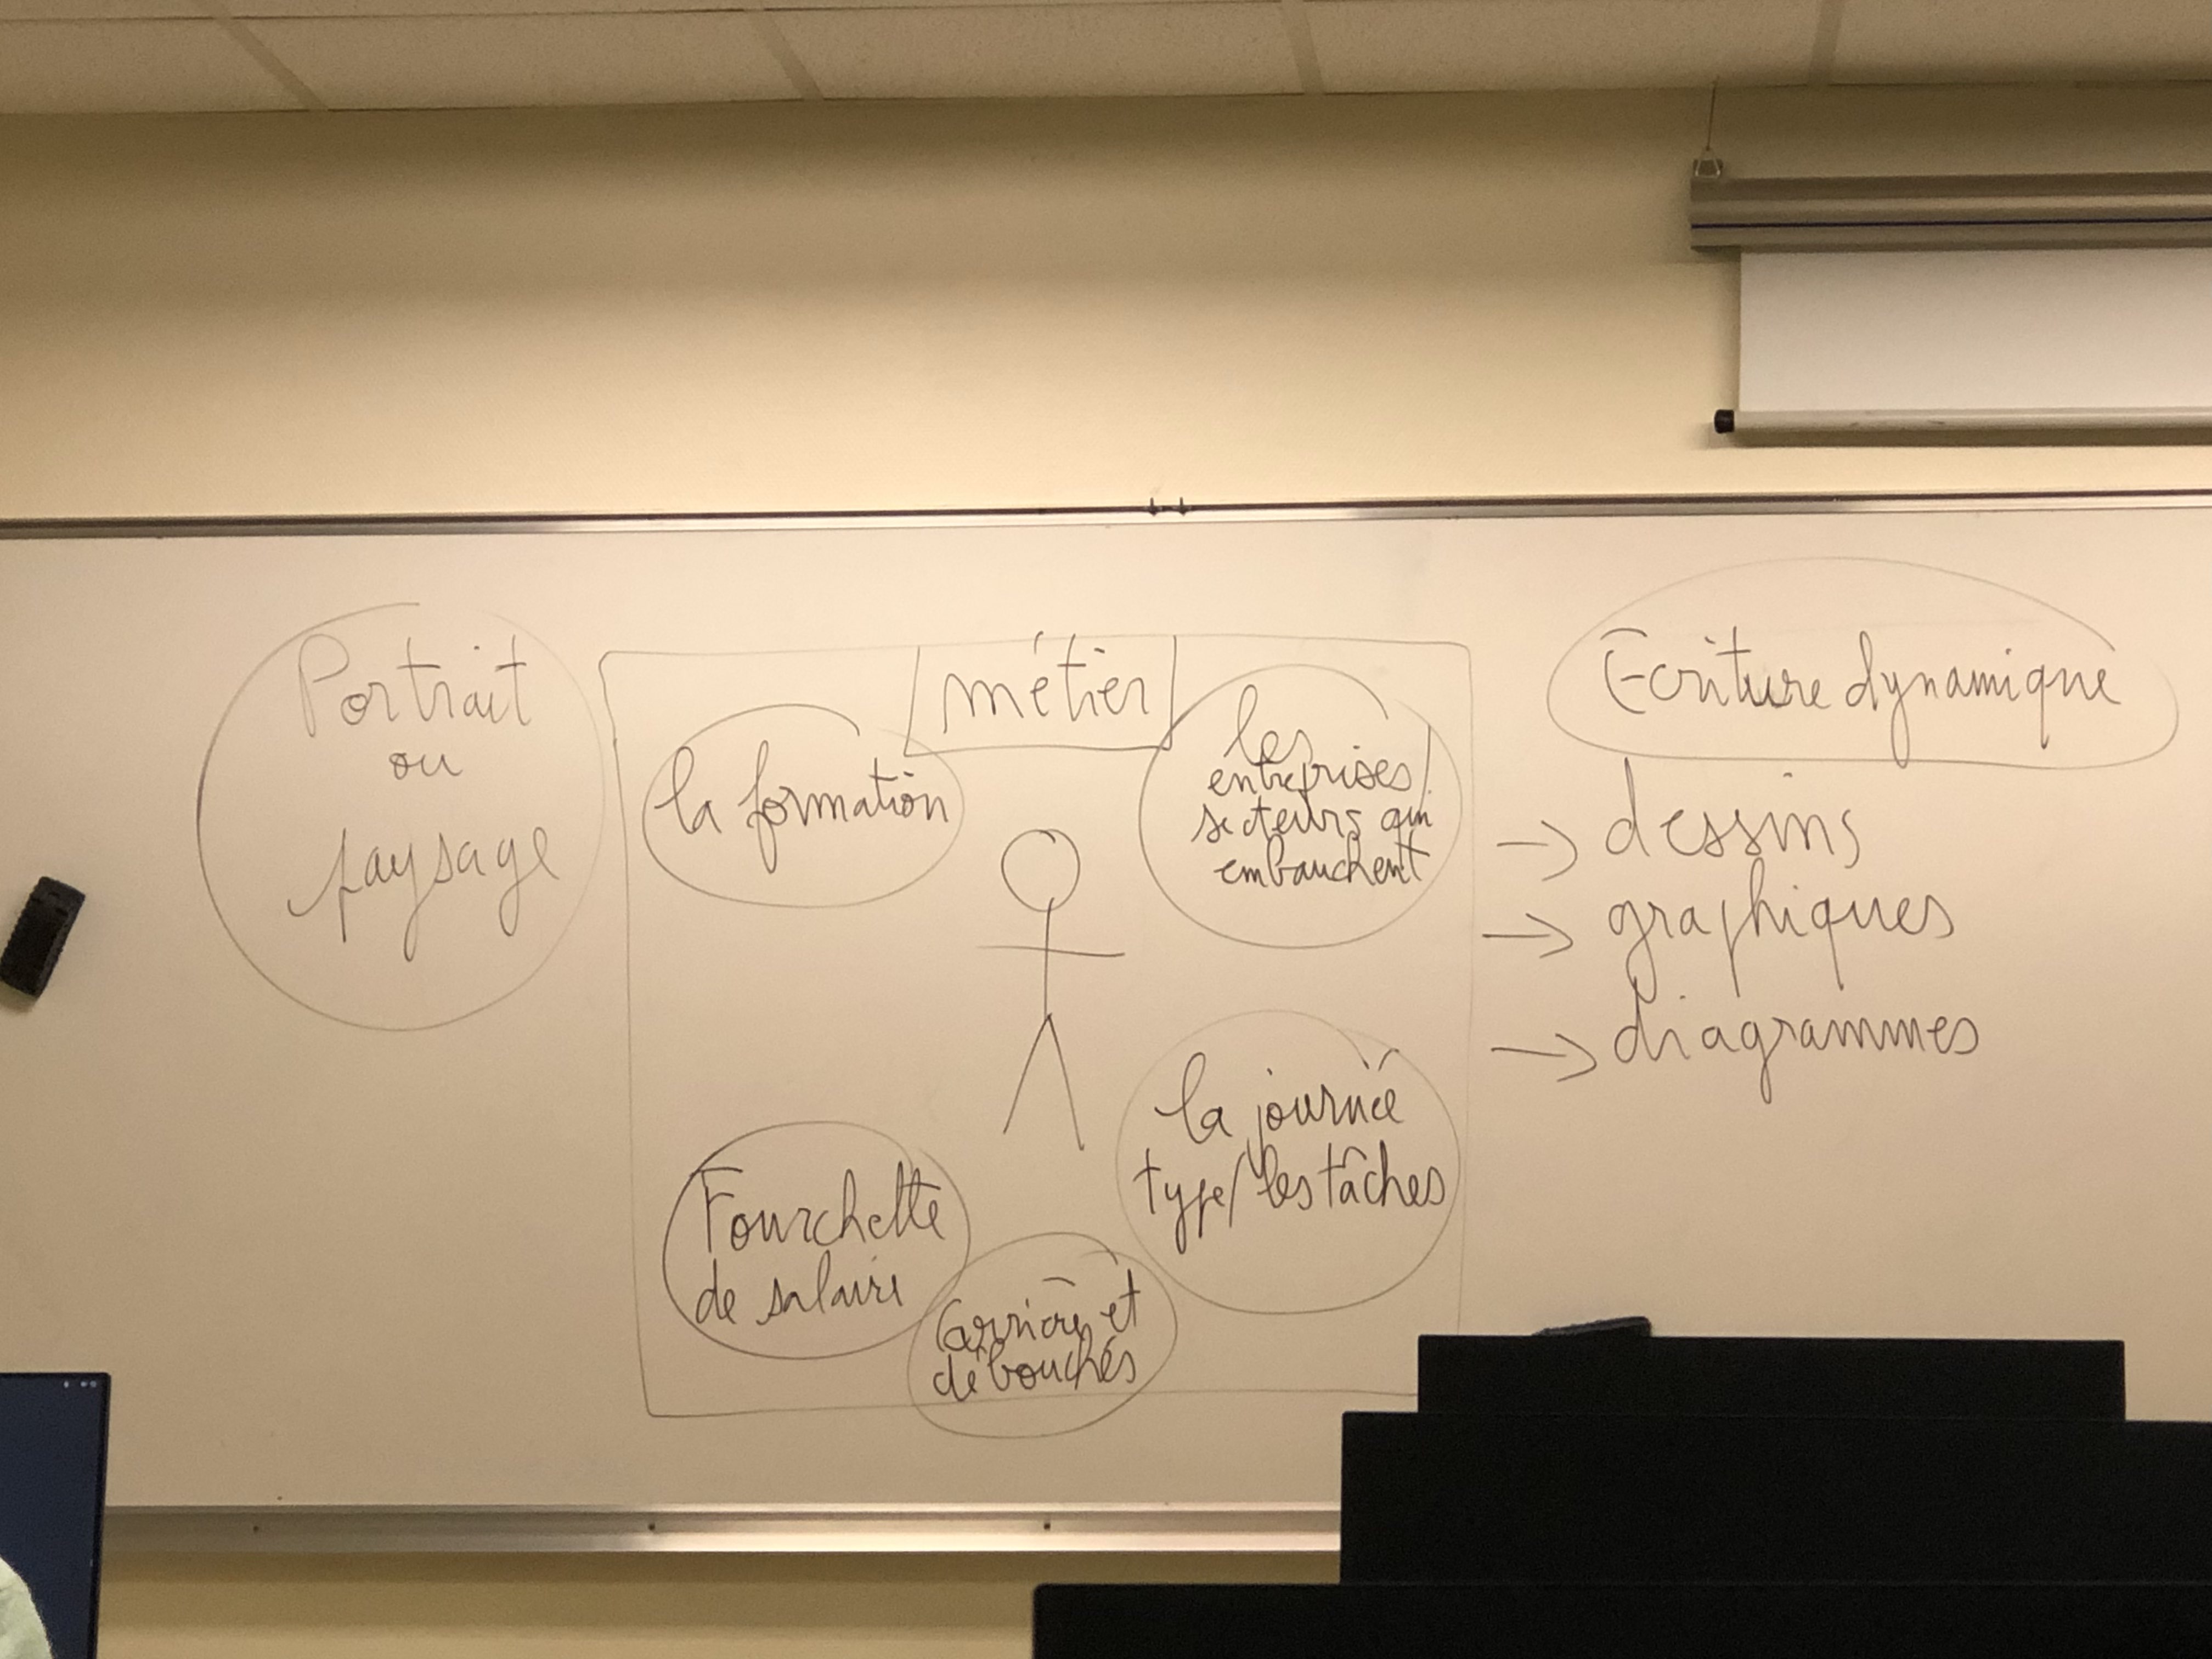 Portrait
ou
paysage
métier
la formation
les
entreprises/
secteurs qui
embauchent
la journée
type/les tâches
Fourchette
de salaire
Carrière et
débouchés
Ecriture dynamique
→ dessins
→ graphiques
→ diagrammes